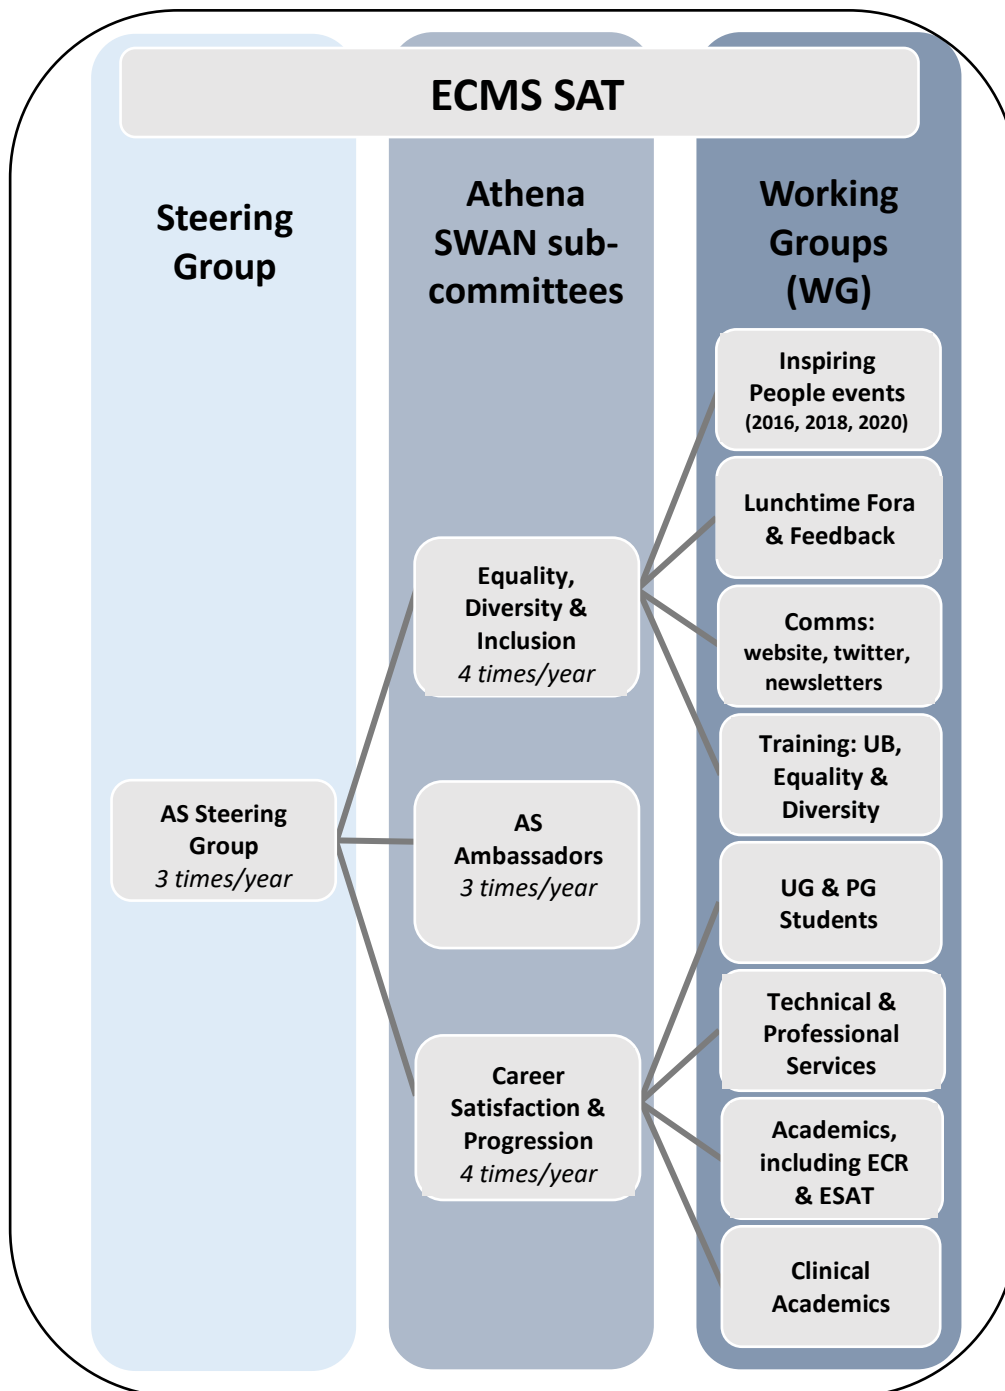 ECMS SAT
Steering
Group
Athena
SWAN sub-
committees
Working
Groups
(WG)
AS Steering
Group
3 times/year
Equality,
Diversity &
Inclusion
4 times/year
AS
Ambassadors
3 times/year
Career
Satisfaction &
Progression
4 times/year
Inspiring
People events
(2016, 2018, 2020)
Lunchtime Fora
& Feedback
Comms:
website, twitter,
newsletters
Training: UB,
Equality &
Diversity
UG & PG
Students
Technical &
Professional
Services
Academics,
including ECR
& ESAT
Clinical
Academics